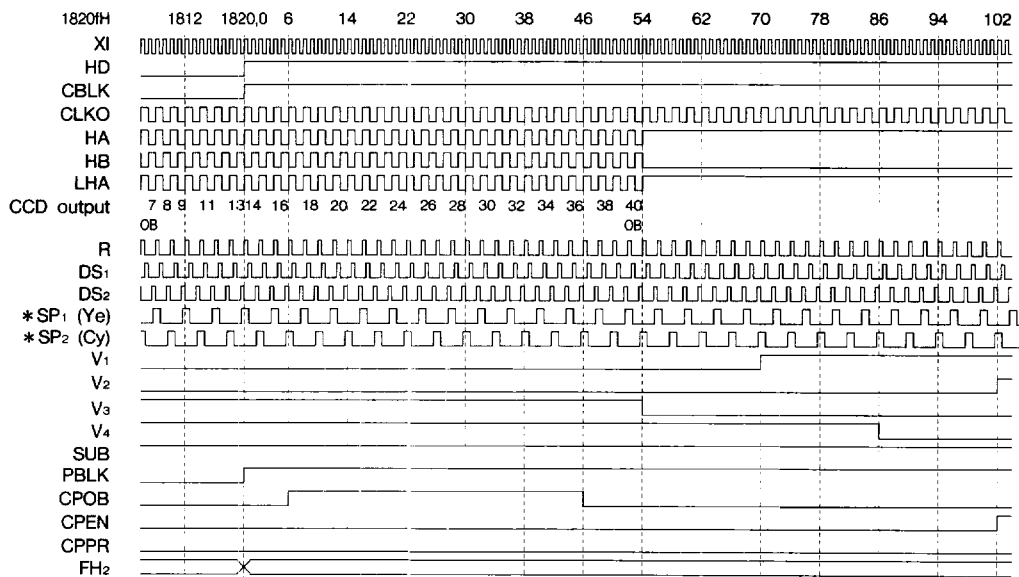 1820fH 1812 1820,0 6 14 22 30 38 46 54 62 70 78 86 94 102
XI
HD
CBLK
CLKO
HA
HB
LHA
CCD output 7 8 9 11 13 14 16 18 20 22 24 26 28 30 32 34 36 38 40
OB OB
R
DS1
DS2
*SP1 (Ye)
*SP2 (Cy)
V1
V2
V3
V4
SUB
PBLK
CPOB
CPEN
CPPR
FH2